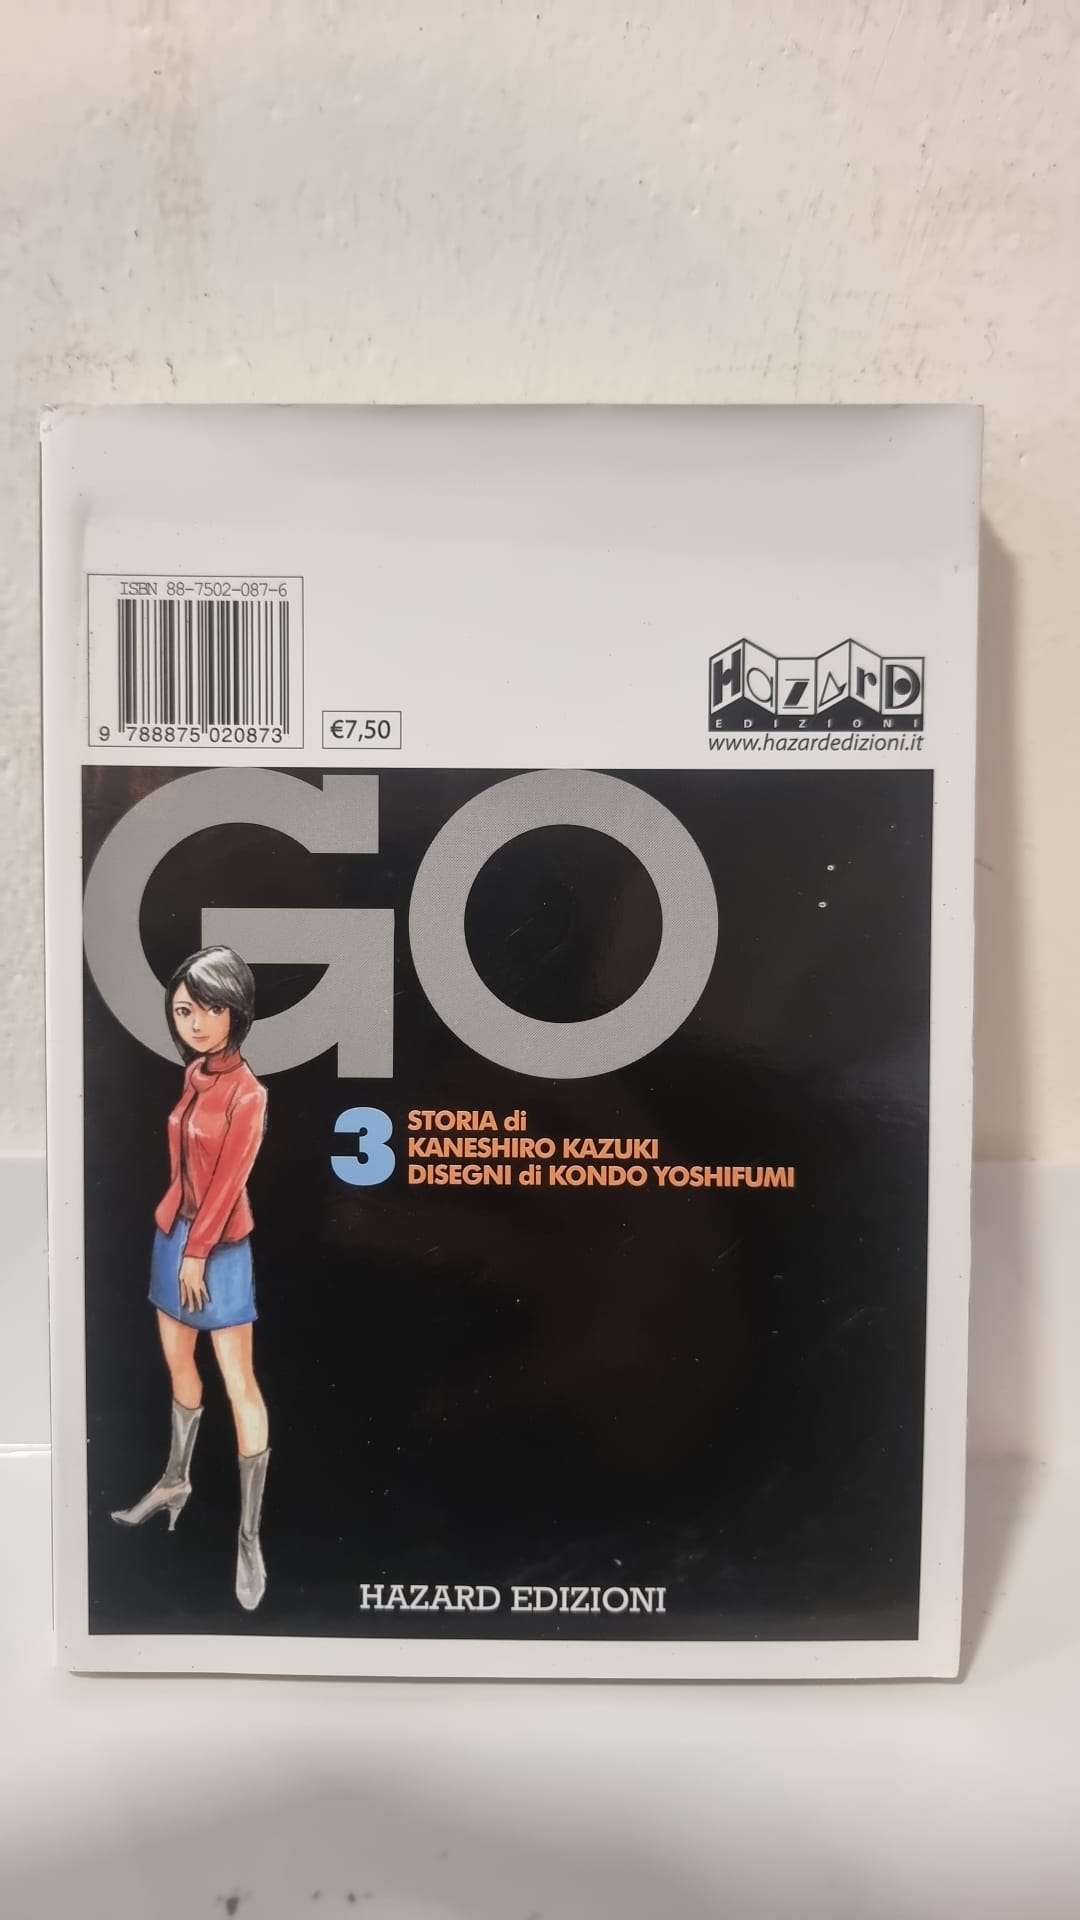 ISBN 88-7502-087-6
9 788875 020873
€7,50
HazarD
EDIZIONI
www.hazardedizioni.it
GO
3
STORIA di
KANESHIRO KAZUKI
DISEGNI di KONDO YOSHIFUMI
HAZARD EDIZIONI